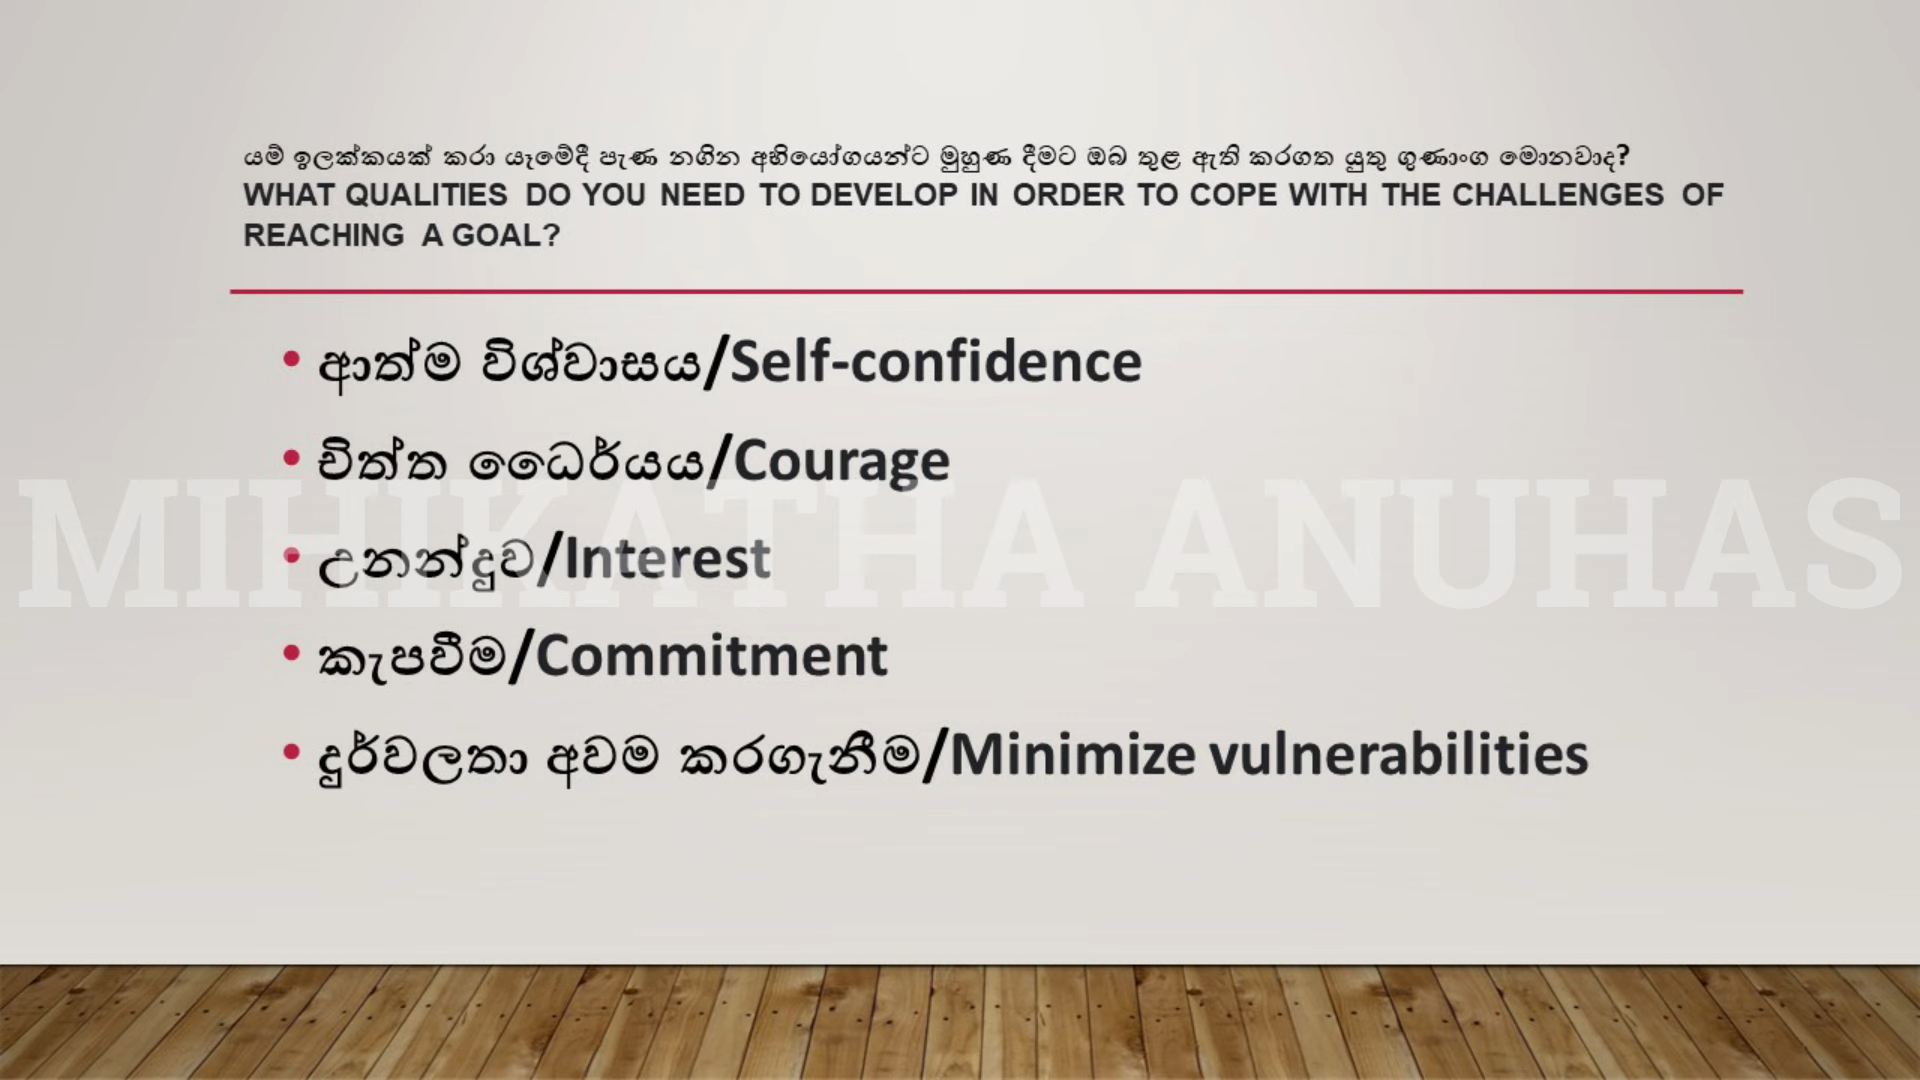 යම් ඉලක්කයක් කරා යෑමේදී පැණ නගින අභියෝගයන්ට මුහුණ දීමට ඔබ තුළ ඇති කරගත යුතු ගුණාංග මොනවාද?
WHAT QUALITIES DO YOU NEED TO DEVELOP IN ORDER TO COPE WITH THE CHALLENGES OF
REACHING A GOAL?
• ආත්ම විශ්වාසය/Self-confidence
• චිත්ත ධෛර්යය/Courage
• උනන්දුව/Interest
• කැපවීම/Commitment
• දුර්වලතා අවම කරගැනීම/Minimize vulnerabilities
MIHIKATHA ANUHAS